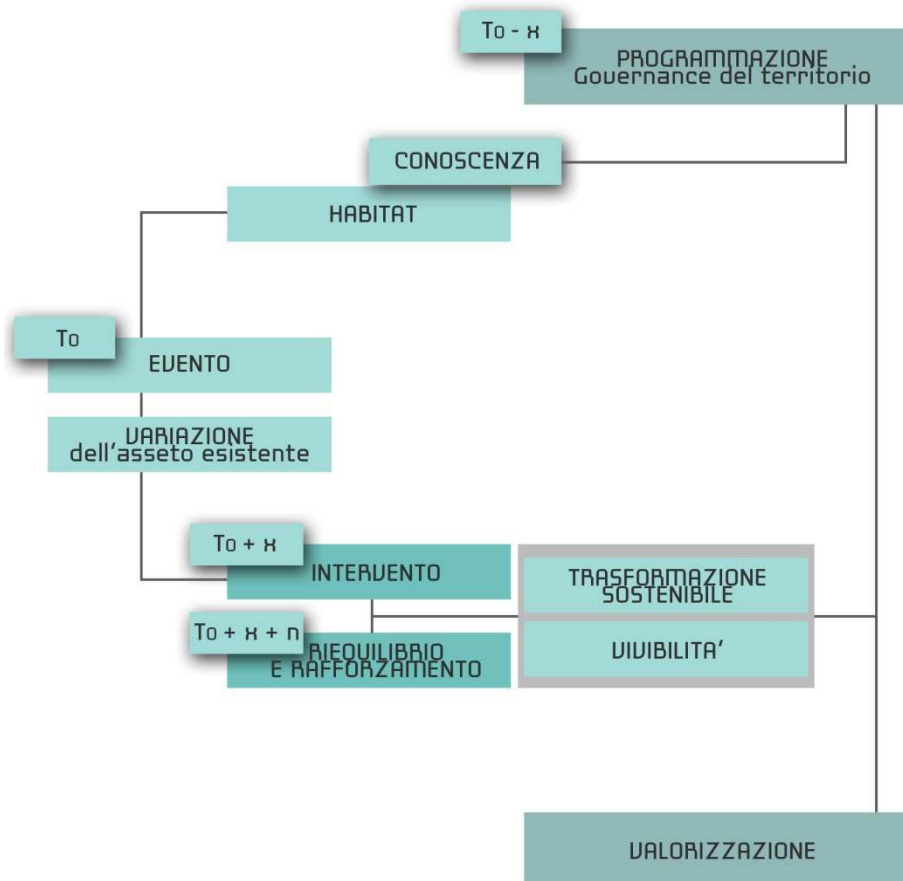 To - x
PROGRAMMAZIONE
Governance del territorio
CONOSCENZA
HABITAT
To
EVENTO
VARIAZIONE
dell'asseto esistente
To + x
INTERVENTO
TRASFORMAZIONE
SOSTENIBILE
To + x + n
RIEQUILIBRIO
E RAFFORZAMENTO
VIVIBILITA'
VALORIZZAZIONE